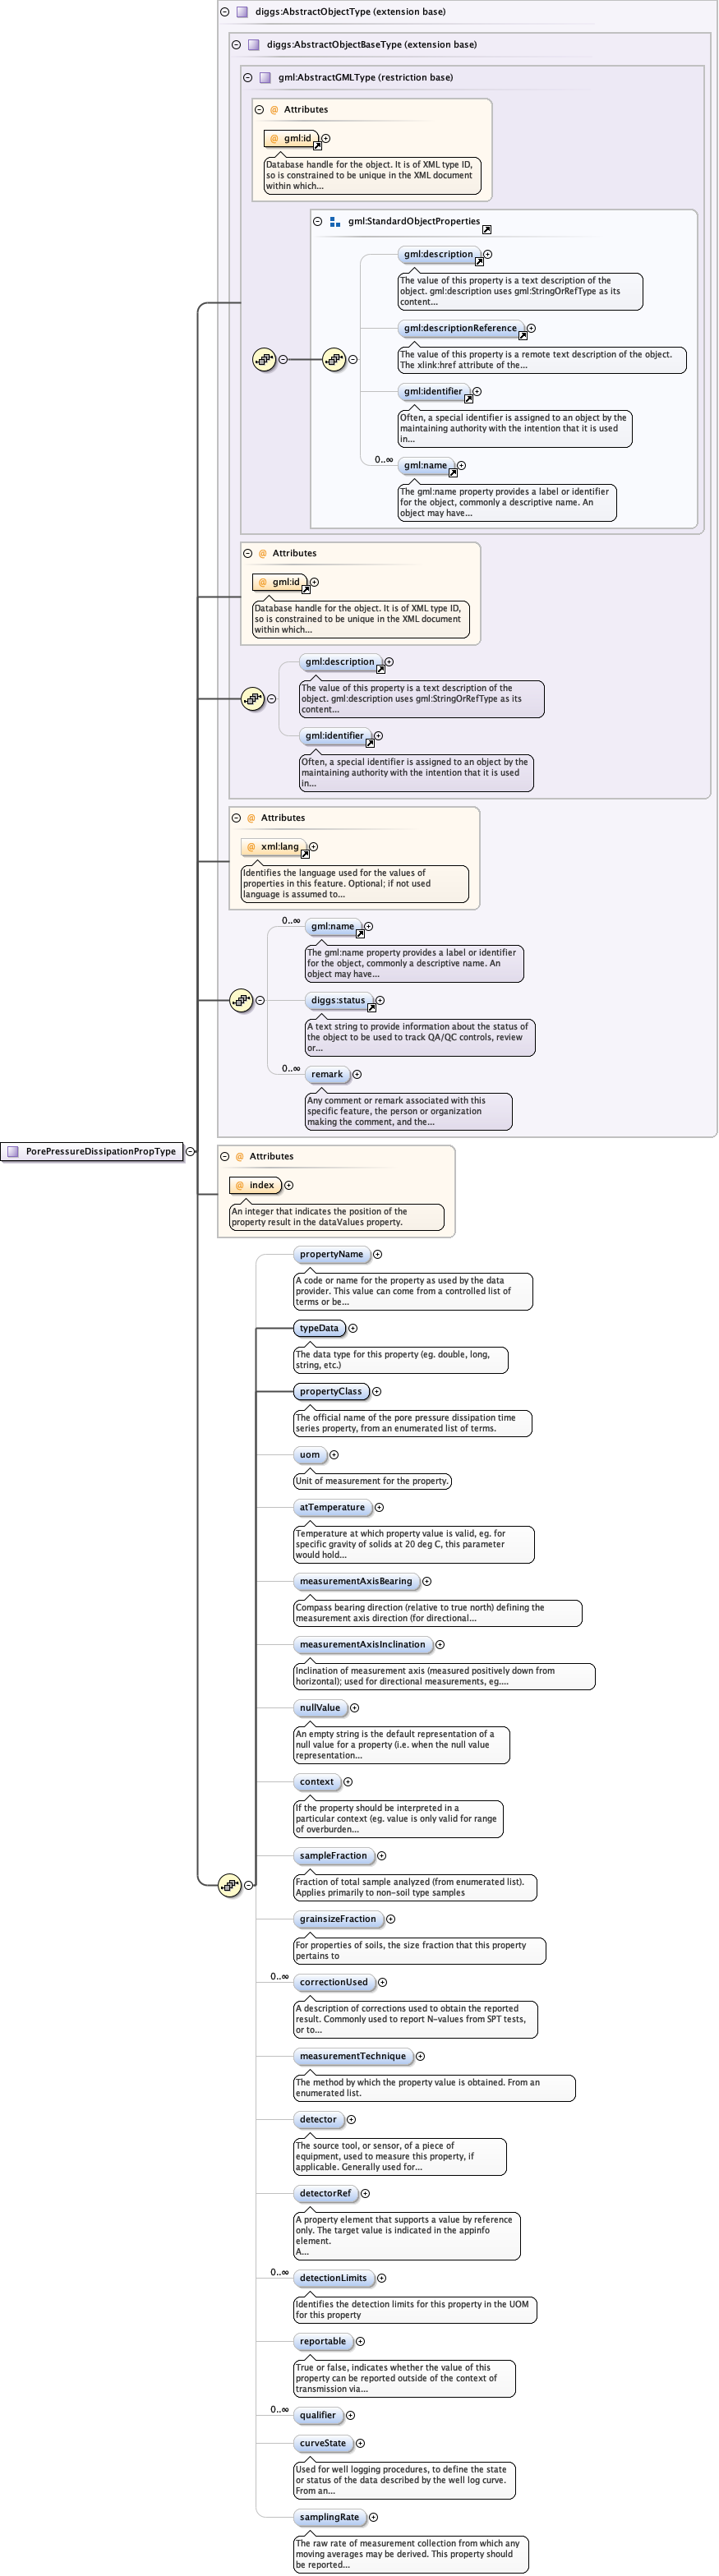 diggs:AbstractObjectType (extension base)
diggs:AbstractObjectBaseType (extension base)
gml:AbstractGMLType (restriction base)
@ Attributes
@ gml:id
Database handle for the object. It is of XML type ID,
so is constrained to be unique in the XML document
within which...
gml:StandardObjectProperties
gml:description
The value of this property is a text description of the
object. gml:description uses gml:StringOrRefType as its
content...
gml:descriptionReference
The value of this property is a remote text description of the object.
The xlink:href attribute of the...
gml:identifier
Often, a special identifier is assigned to an object by the
maintaining authority with the intention that it is used
in...
0..∞
gml:name
The gml:name property provides a label or identifier
for the object, commonly a descriptive name. An
object may have...
@ Attributes
@ gml:id
Database handle for the object. It is of XML type ID,
so is constrained to be unique in the XML document
within which...
gml:description
The value of this property is a text description of the
object. gml:description uses gml:StringOrRefType as its
content...
gml:identifier
Often, a special identifier is assigned to an object by the
maintaining authority with the intention that it is used
in...
@ Attributes
@ xml:lang
Identifies the language used for the values of
properties in this feature. Optional; if not used
language is assumed to...
0..∞
gml:name
The gml:name property provides a label or identifier
for the object, commonly a descriptive name. An
object may have...
diggs:status
A text string to provide information about the status of
the object to be used to track QA/QC controls, review
or...
0..∞
remark
Any comment or remark associated with this
specific feature, the person or organization
making the comment, and the...
PorePressureDissipationPropType
@ Attributes
@ index
An integer that indicates the position of the
property result in the dataValues property.
propertyName
A code or name for the property as used by the data
provider. This value can come from a controlled list of
terms or be...
typeData
The data type for this property (eg. double, long,
string, etc.)
propertyClass
The official name of the pore pressure dissipation time
series property, from an enumerated list of terms.
uom
Unit of measurement for the property.
atTemperature
Temperature at which property value is valid, eg. for
specific gravity of solids at 20 deg C, this parameter
would hold...
measurementAxisBearing
Compass bearing direction (relative to true north) defining the
measurement axis direction (for directional...
measurementAxisInclination
Inclination of measurement axis (measured positively down from
horizontal); used for directional measurements, eg....
nullValue
An empty string is the default representation of a
null value for a property (i.e. when the null value
representation...
context
If the property should be interpreted in a
particular context (eg. value is only valid for range
of overburden...
sampleFraction
Fraction of total sample analyzed (from enumerated list).
Applies primarily to non-soil type samples
grainsizeFraction
For properties of soils, the size fraction that this property
pertains to
0..∞
correctionUsed
A description of corrections used to obtain the reported
result. Commonly used to report N-values from SPT tests,
or to...
measurementTechnique
The method by which the property value is obtained. From an
enumerated list.
detector
The source tool, or sensor, of a piece of
equipment, used to measure this property, if
applicable. Generally used for...
detectorRef
A property element that supports a value by reference
only. The target value is indicated in the appinfo
element.
A...
0..∞
detectionLimits
Identifies the detection limits for this property in the UOM
for this property
reportable
True or false, indicates whether the value of this
property can be reported outside of the context of
transmission via...
0..∞
qualifier
curveState
Used for well logging procedures, to define the state
or status of the data described by the well log curve.
From an...
samplingRate
The raw rate of measurement collection from which any
moving averages may be derived. This property should
be reported...